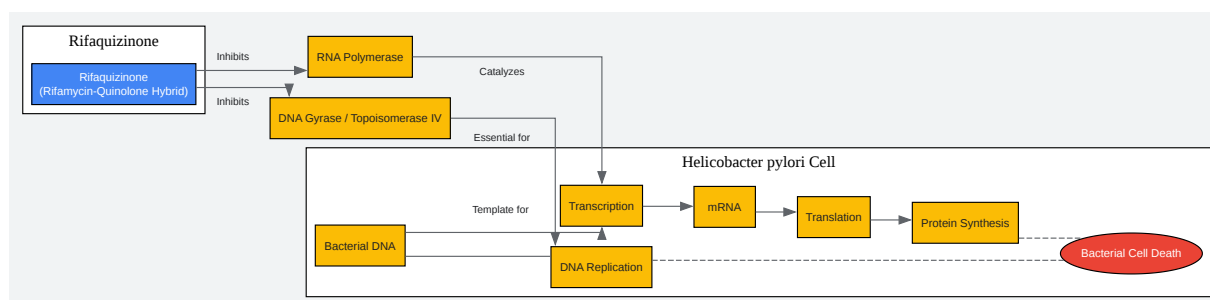 Rifaquizinone
Rifaquizinone
(Rifamycin-Quinolone Hybrid)
Inhibits
Inhibits
RNA Polymerase
Catalyzes
DNA Gyrase / Topoisomerase IV
Essential for
Helicobacter pylori Cell
Template for
Transcription
mRNA
Translation
Protein Synthesis
Bacterial DNA
DNA Replication
Bacterial Cell Death